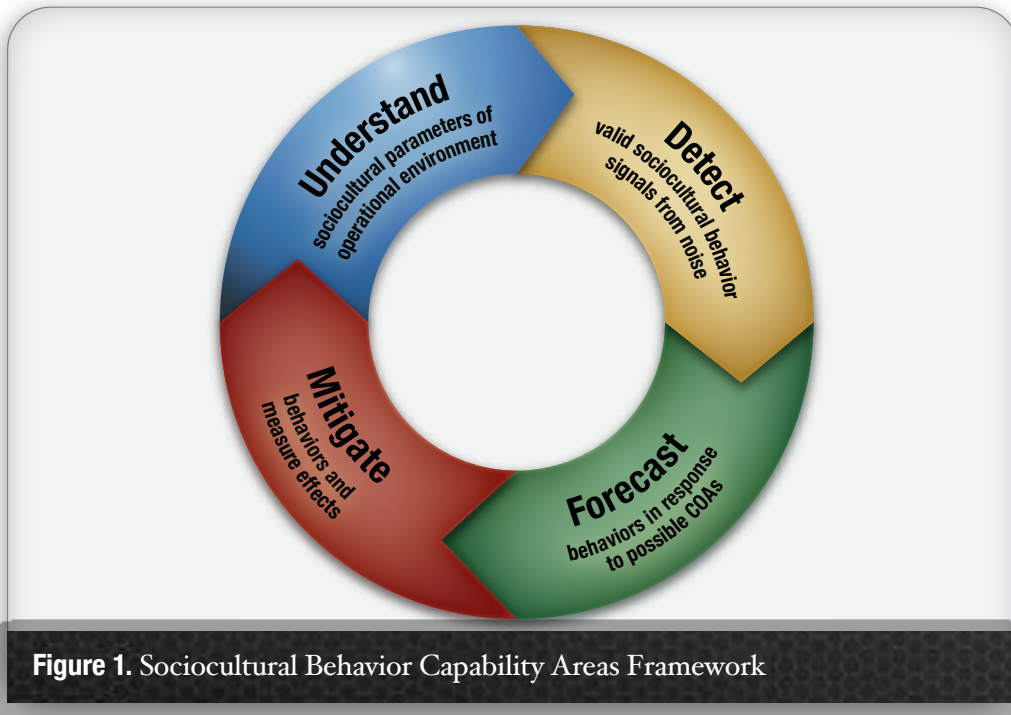 Understand
sociocultural parameters of
operational environment
Detect
valid sociocultural behavior
signals from noise
Forecast
behaviors in response
to possible COAs
Mitigate
behaviors and
measure effects
Figure 1. Sociocultural Behavior Capability Areas Framework